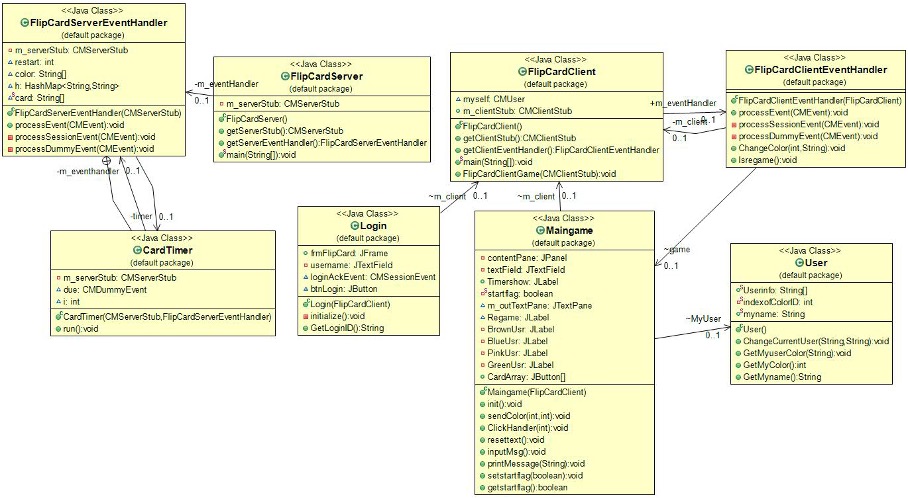 <<Java Class>>
FlipCardServerEventHandler
(default package)
m_serverStub: CMServerStub
restart: int
color: String[]
h: HashMap<String,String>
card: String[]
FlipCardServerEventHandler(CMServerStub)
processEvent(CMEvent):void
processSessionEvent(CMEvent):void
processDummyEvent(CMEvent):void
-m_eventHandler
0..1
<<Java Class>>
FlipCardServer
(default package)
m_serverStub: CMServerStub
FlipCardServer()
getServerStub():CMServerStub
getServerEventHandler():FlipCardServerEventHandler
main(String[]):void
<<Java Class>>
FlipCardClient
(default package)
myself: CMUser
m_clientStub: CMClientStub
FlipCardClient()
getClientStub():CMClientStub
getClientEventHandler():FlipCardClientEventHandler
main(String[]):void
FlipCardClientGame(CMClientStub):void
+m_eventHandler
0..1
-m_client
0..1
<<Java Class>>
FlipCardClientEventHandler
(default package)
FlipCardClientEventHandler(FlipCardClient)
processEvent(CMEvent):void
processSessionEvent(CMEvent):void
processDummyEvent(CMEvent):void
ChangeColor(int,String):void
Isregame():void
-m_eventhandler
0..1
-timer
0..1
<<Java Class>>
CardTimer
(default package)
m_serverStub: CMServerStub
due: CMDummyEvent
i: int
CardTimer(CMServerStub,FlipCardServerEventHandler)
run():void
~m_client
0..1
~m_client
0..1
<<Java Class>>
Login
(default package)
frmFlipCard: JFrame
username: JTextField
loginAckEvent: CMSessionEvent
btnLogin: JButton
Login(FlipCardClient)
initialize():void
GetLoginID():String
<<Java Class>>
Maingame
(default package)
contentPane: JPanel
textField: JTextField
Timershow: JLabel
startflag: boolean
m_outTextPane: JTextPane
Regame: JLabel
BrownUsr: JLabel
BlueUsr: JLabel
PinkUsr: JLabel
GreenUsr: JLabel
CardArray: JButton[]
Maingame(FlipCardClient)
init():void
sendColor(int,int):void
ClickHandler(int):void
resettext():void
inputMsg():void
printMessage(String):void
setstartflag(boolean):void
getstartflag():boolean
~game
0..1
~MyUser
0..1
<<Java Class>>
User
(default package)
Userinfo: String[]
indexofColorID: int
myname: String
User()
ChangeCurrentUser(String,String):void
GetMyuserColor(String):void
GetMyColor():int
GetMyname():String